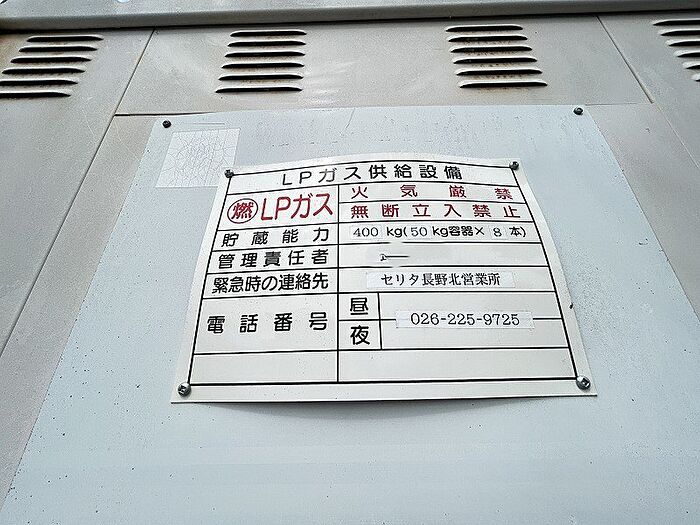 LPガス供給設備
燃 LPガス 火気厳禁
無断立入禁止
貯蔵能力 400 kg(50kg容器×8本)
管理責任者
緊急時の連絡先 セリタ長野北営業所
電話番号 昼 夜 026-225-9725